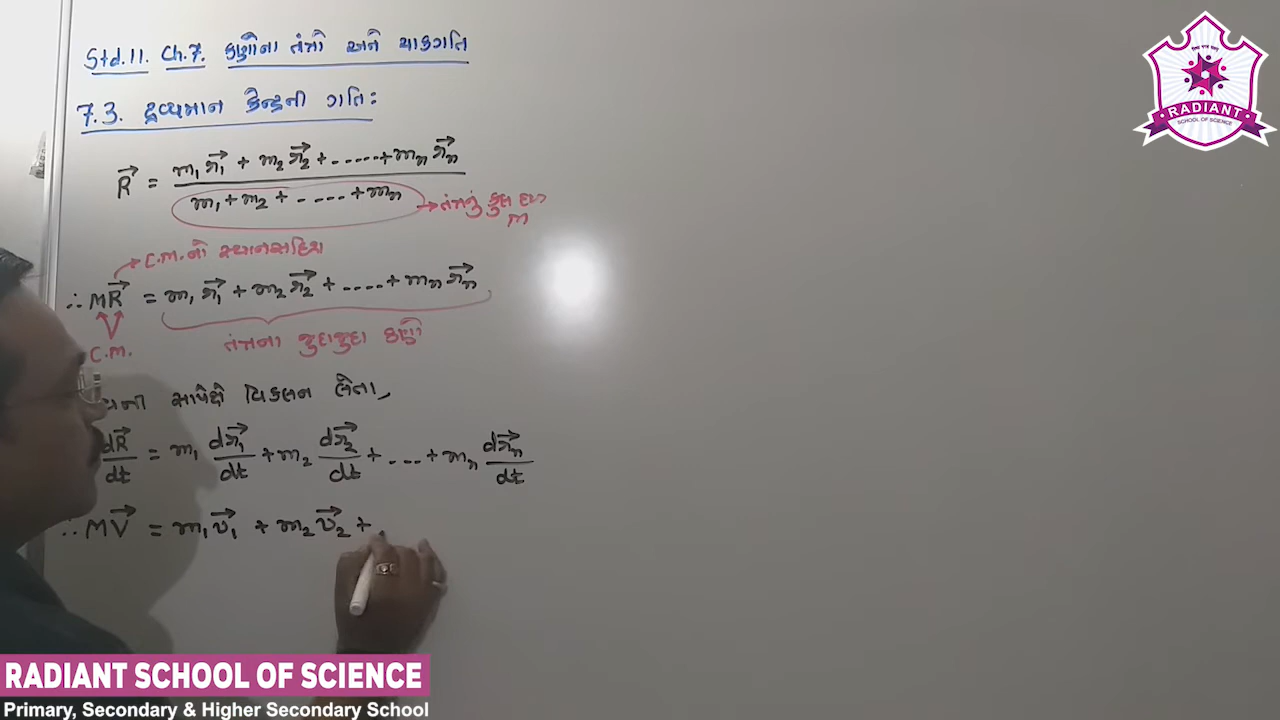 Std.11. Ch.7. કણોના તંત્રો અને ચાકગતિ
7.3. દ્રવ્યમાન કેન્દ્રની ગતિ:
R⃗ = m₁r⃗₁ + m₂r⃗₂ + ..... + mₙr⃗ₙ
m₁ + m₂ + ..... + mₙ → તંત્રનું કુલ દળ
M
→ C.M. નો સ્થાનસદિશ
∴ MR⃗ = m₁r⃗₁ + m₂r⃗₂ + ..... + mₙr⃗ₙ
C.M.
તંત્રના જુદાજુદા કણો
સાપેક્ષે વિકલન લેતા,
dR⃗/dt = m₁ dr⃗₁/dt + m₂ dr⃗₂/dt + .... + mₙ dr⃗ₙ/dt
∴ MV⃗ = m₁v⃗₁ + m₂v⃗₂ + .
RADIANT
SCHOOL OF SCIENCE
RADIANT SCHOOL OF SCIENCE
Primary, Secondary & Higher Secondary School